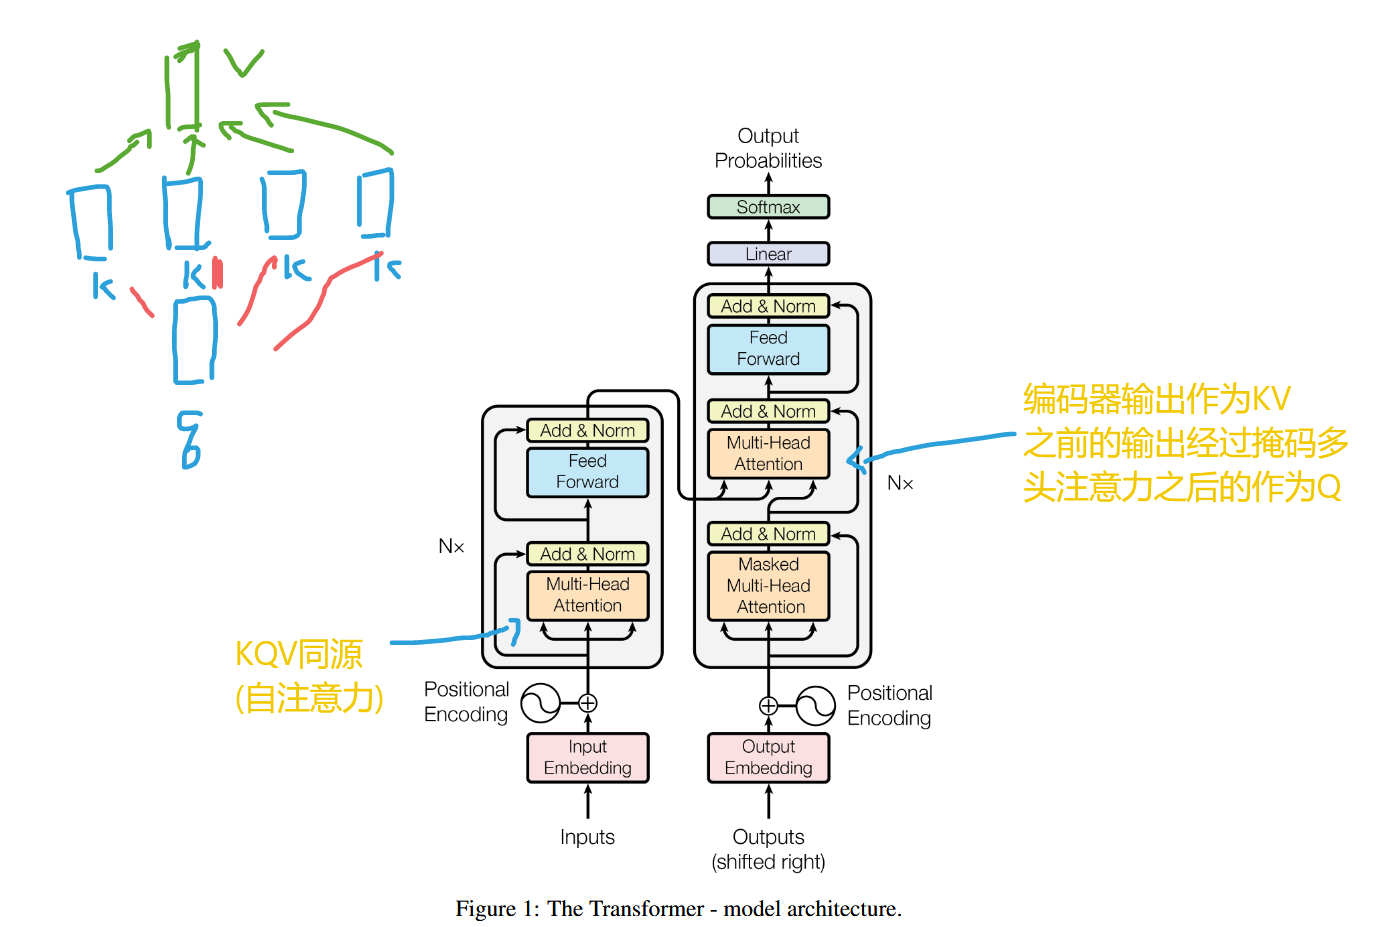 V
k
k
k
k
q
Output
Probabilities
Softmax
Linear
Add & Norm
Feed
Forward
Add & Norm
Multi-Head
Attention
N×
Add & Norm
Masked
Multi-Head
Attention
编码器输出作为KV
之前的输出经过掩码多
头注意力之后的作为Q
Add & Norm
Feed
Forward
N×
Add & Norm
Multi-Head
Attention
KQV同源
(自注意力)
Positional
Encoding
Positional
Encoding
Input
Embedding
Output
Embedding
Inputs
Outputs
(shifted right)
Figure 1: The Transformer - model architecture.